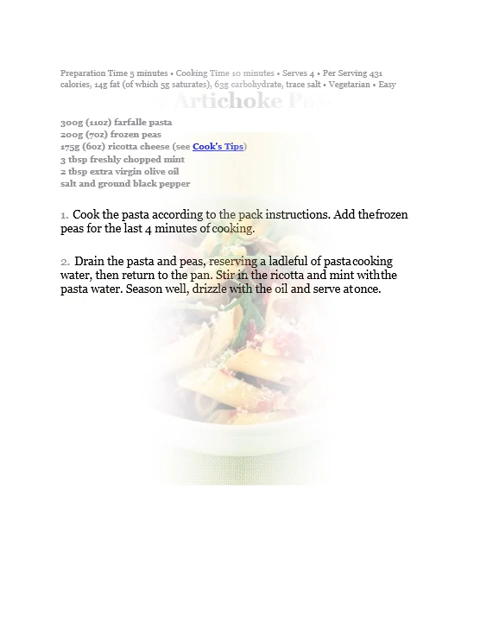 Preparation Time 5 minutes • Cooking Time 10 minutes • Serves 4 • Per Serving 431
calories, 14g fat (of which 5g saturates), 63g carbohydrate, trace salt • Vegetarian • Easy
Artichoke
300g (11oz) farfalle pasta
200g (7oz) frozen peas
175g (6oz) ricotta cheese (see Cook's Tips)
3 tbsp freshly chopped mint
2 tbsp extra virgin olive oil
salt and ground black pepper
1. Cook the pasta according to the pack instructions. Add thefrozen
peas for the last 4 minutes of cooking.
2. Drain the pasta and peas, reserving a ladleful of pastacooking
water, then return to the pan. Stir in the ricotta and mint withthe
pasta water. Season well, drizzle with the oil and serve atonce.